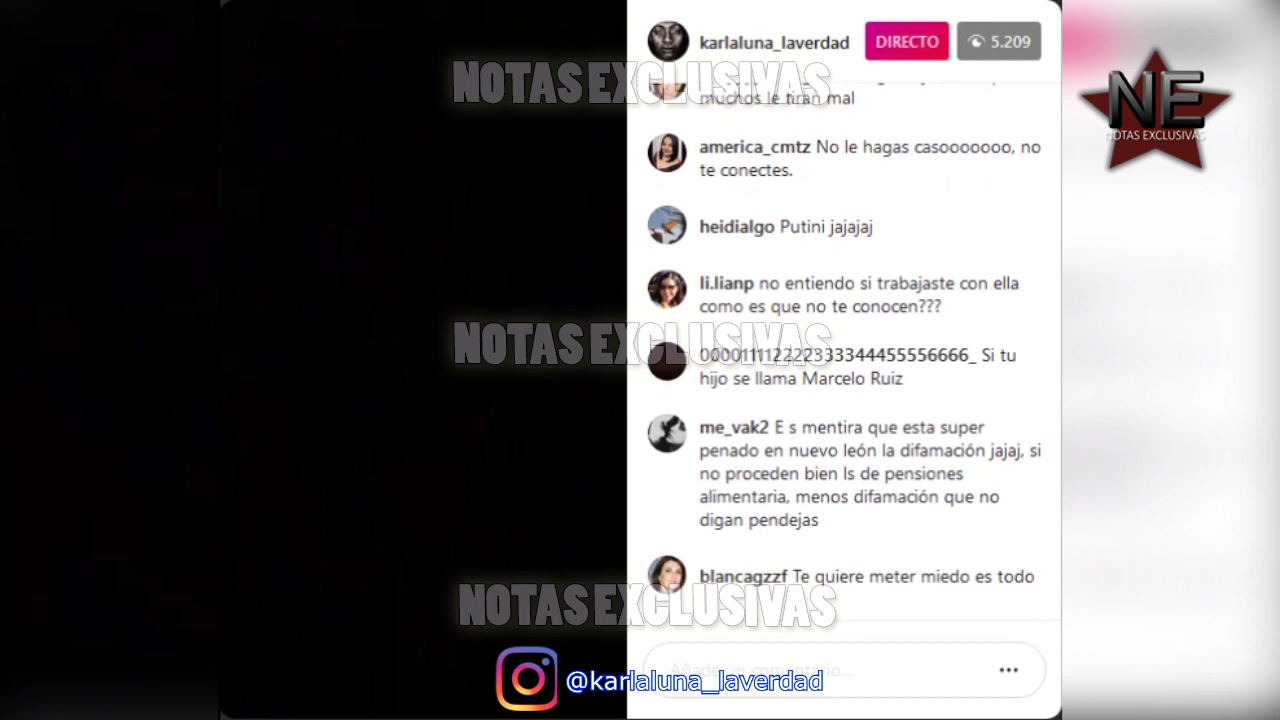 karlaluna_laverdad DIRECTO 5.209
NOTAS EXCLUSIVAS
muchos le tiran mal
NE
NOTAS EXCLUSIVAS
america_cmtz No le hagas casooooooo, no
te conectes.
heidialgo Putini jajajaj
li.lianp no entiendo si trabajaste con ella
como es que no te conocen???
NOTAS EXCLUSIVAS
000011112222333344455556666_ Si tu
hijo se llama Marcelo Ruiz
me_vak2 E s mentira que esta super
penado en nuevo león la difamación jajaj, si
no proceden bien ls de pensiones
alimentaria, menos difamación que no
digan pendejas
blancagzzf Te quiere meter miedo es todo
NOTAS EXCLUSIVAS
Añade un comentario...
@karlaluna_laverdad